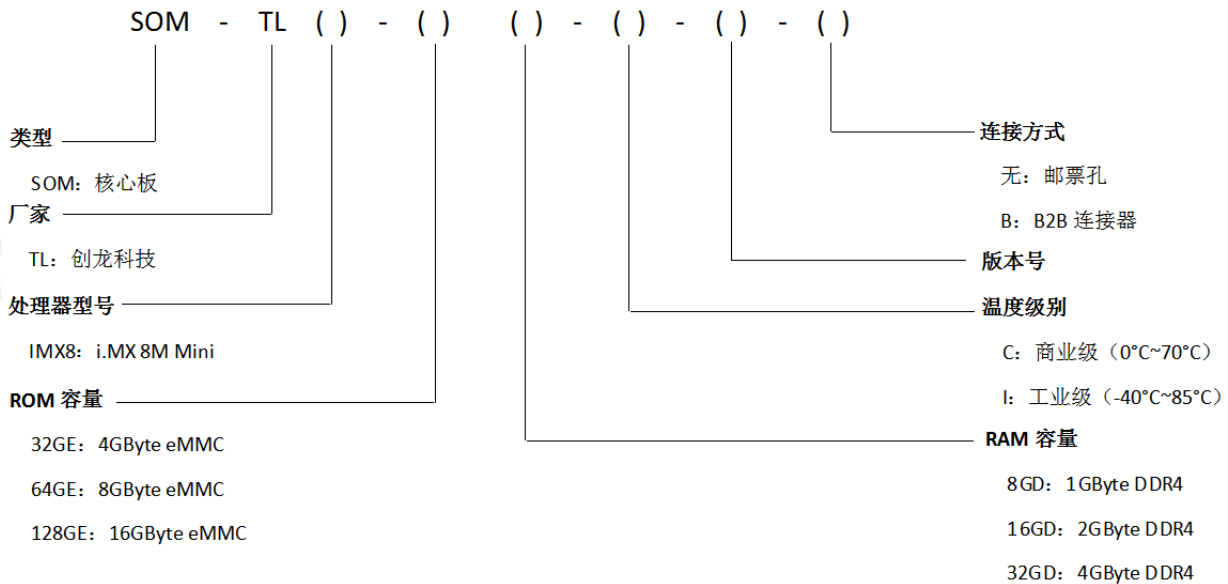 SOM - TL ( ) - ( ) ( ) - ( ) - ( ) - ( )
类型
SOM：核心板
厂家
TL：创龙科技
处理器型号
IMX8：i.MX 8M Mini
ROM 容量
32GE：4GByte eMMC
64GE：8GByte eMMC
128GE：16GByte eMMC
连接方式
无：邮票孔
B：B2B 连接器
版本号
温度级别
C：商业级（0°C~70°C）
I：工业级（-40°C~85°C）
RAM 容量
8GD：1GByte DDR4
16GD：2GByte DDR4
32GD：4GByte DDR4